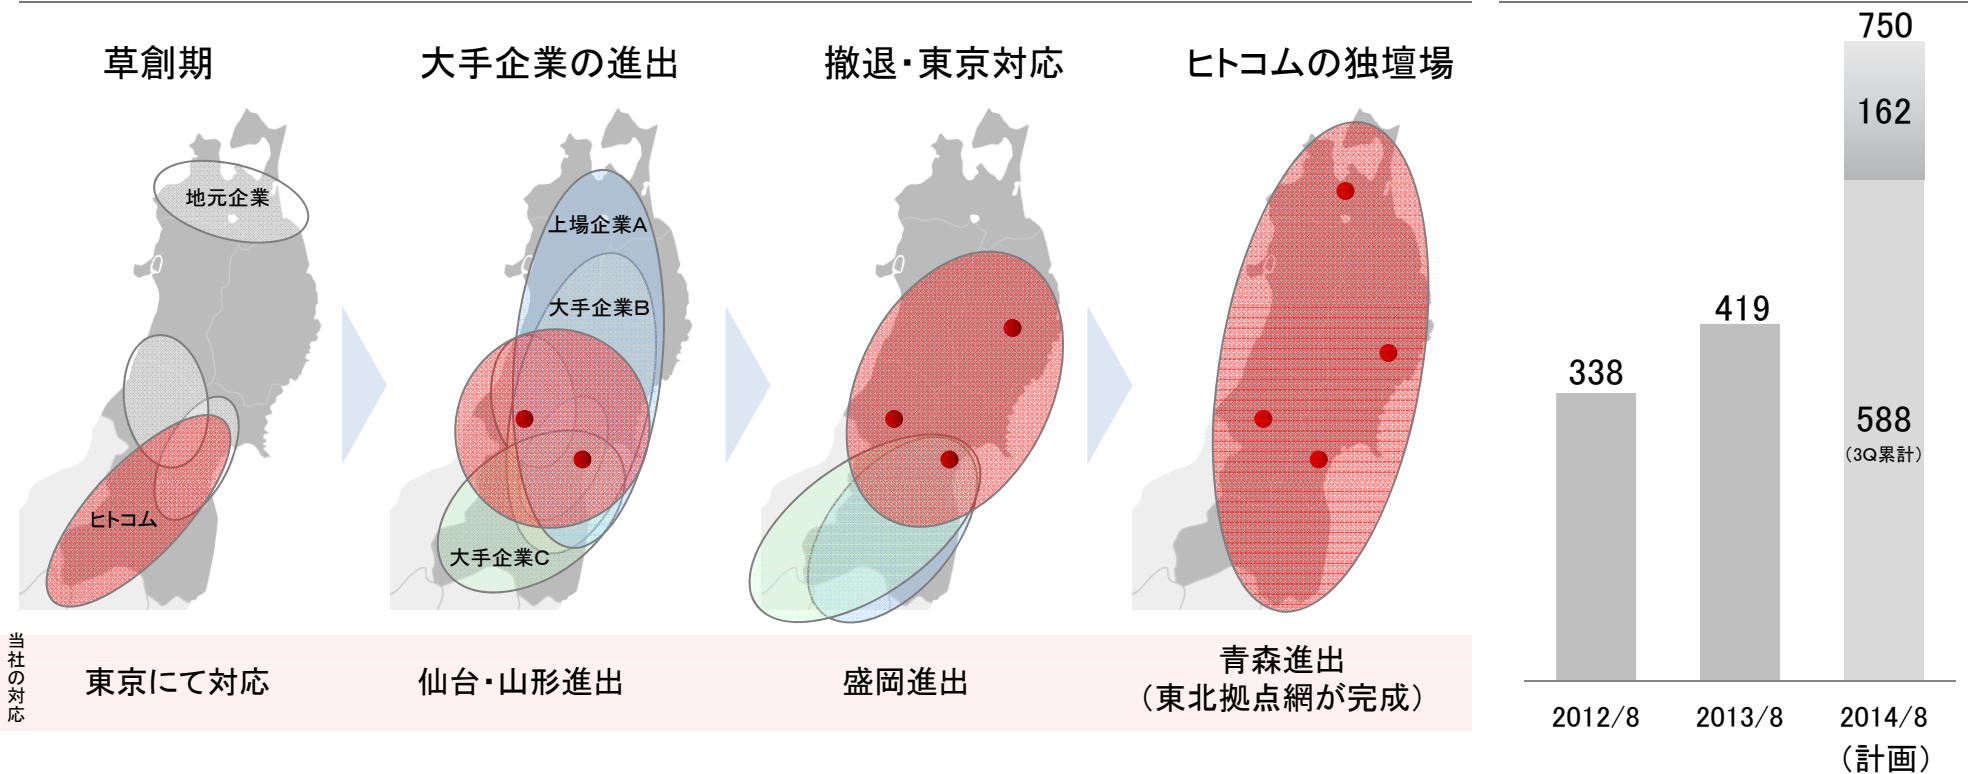 草創期
大手企業の進出
撤退・東京対応
ヒトコムの独壇場
地元企業
ヒトコム
上場企業A
大手企業B
大手企業C
当社の対応
東京にて対応
仙台・山形進出
盛岡進出
青森進出
（東北拠点網が完成）
338
419
750
162
588
（3Q累計）
2012/8
2013/8
2014/8
（計画）